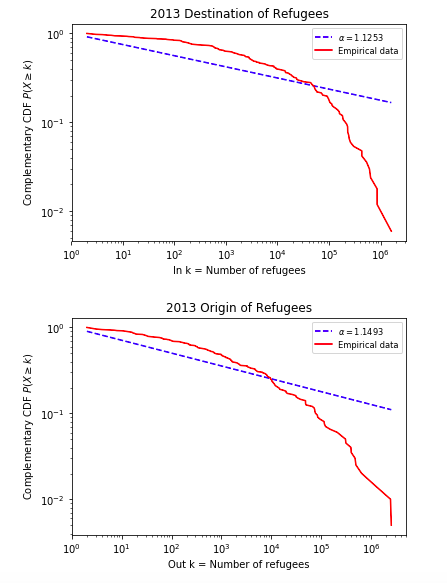 2013 Destination of Refugees
Complementary CDF P(X ≥ k)
10⁰
10⁻¹
10⁻²
α = 1.1253
Empirical data
10⁰ 10¹ 10² 10³ 10⁴ 10⁵ 10⁶
In k = Number of refugees
2013 Origin of Refugees
Complementary CDF P(X ≥ k)
10⁰
10⁻¹
10⁻²
α = 1.1493
Empirical data
10⁰ 10¹ 10² 10³ 10⁴ 10⁵ 10⁶
Out k = Number of refugees